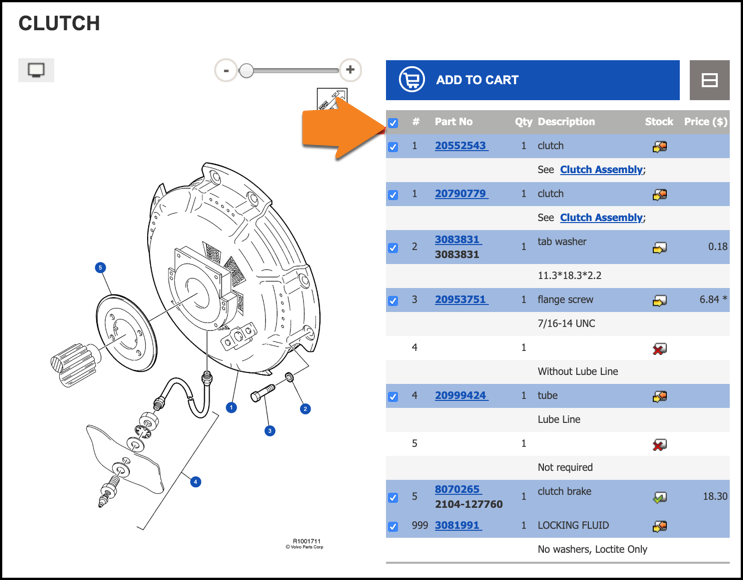 CLUTCH
- +
ADD TO CART
# Part No Qty Description Stock Price ($)
1 20552543 1 clutch
See Clutch Assembly;
1 20790779 1 clutch
See Clutch Assembly;
2 3083831 1 tab washer 0.18
3083831
11.3*18.3*2.2
3 20953751 1 flange screw 6.84 *
7/16-14 UNC
4 1
Without Lube Line
4 20999424 1 tube
Lube Line
5 1
Not required
5 8070265 1 clutch brake 18.30
2104-127760
999 3081991 1 LOCKING FLUID
No washers, Loctite Only
5
1
2
3
4
R1001711
© Volvo Parts Corp